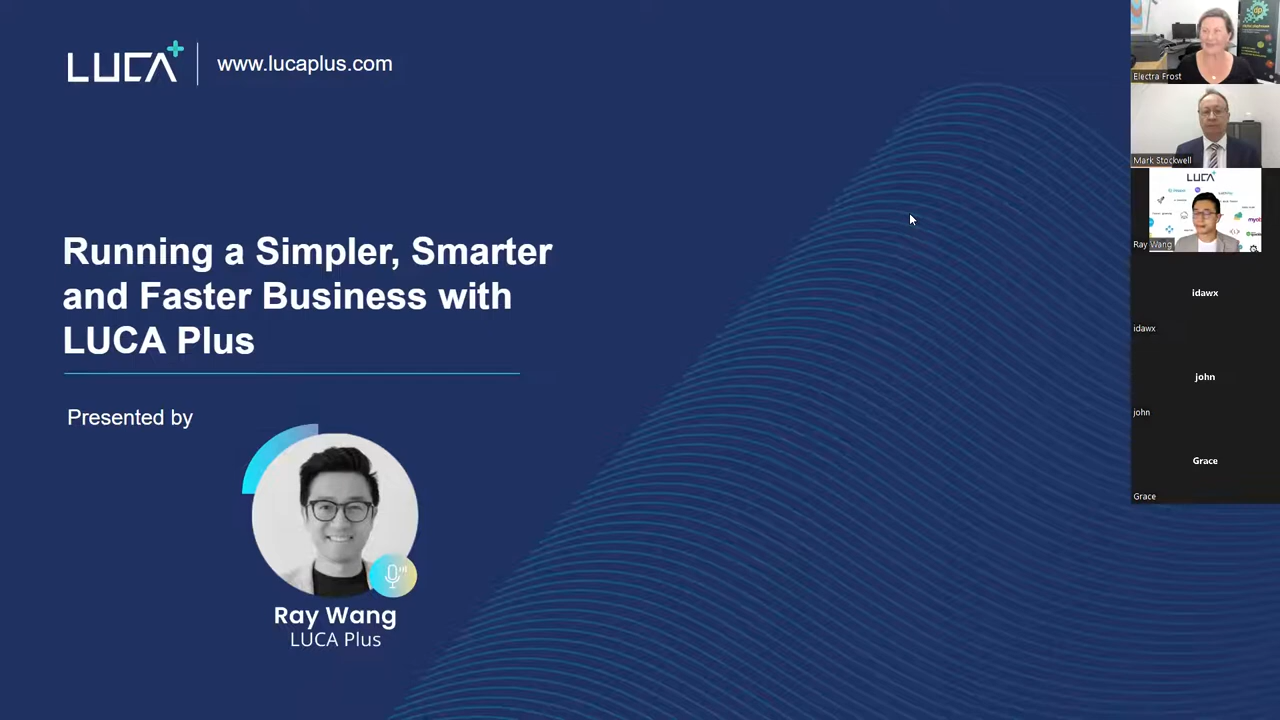 LUCA+
www.lucaplus.com
Running a Simpler, Smarter
and Faster Business with
LUCA Plus
Presented by
Ray Wang
LUCA Plus
Electra Frost
Mark Stockwell
LUCA+
myob
Ray Wang
idawx
idawx
john
john
Grace
Grace